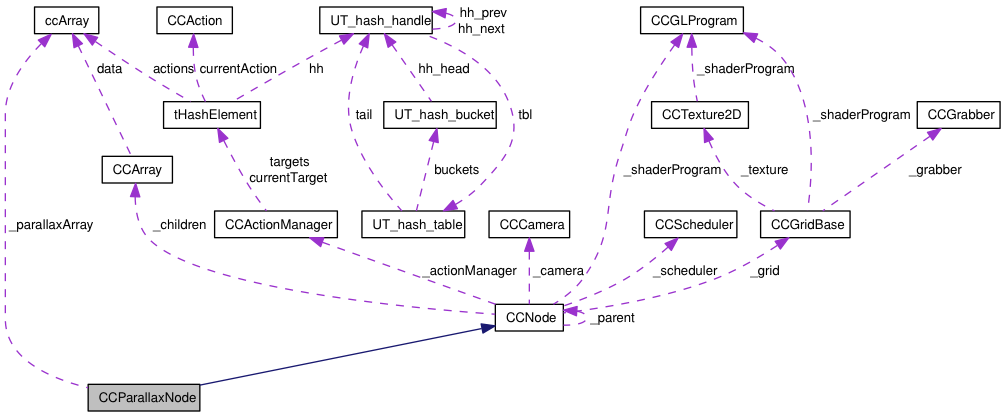 ccArray
CCAction
UT_hash_handle
hh_prev
hh_next
CCGLProgram
data
actions
currentAction
hh
hh_head
_shaderProgram
tHashElement
tail
UT_hash_bucket
tbl
CCTexture2D
_shaderProgram
CCGrabber
CCArray
targets
currentTarget
buckets
_shaderProgram
_texture
_grabber
_parallaxArray
_children
CCActionManager
UT_hash_table
CCCamera
CCScheduler
CCGridBase
_actionManager
_camera
_scheduler
_grid
CCNode
_parent
CCParallaxNode